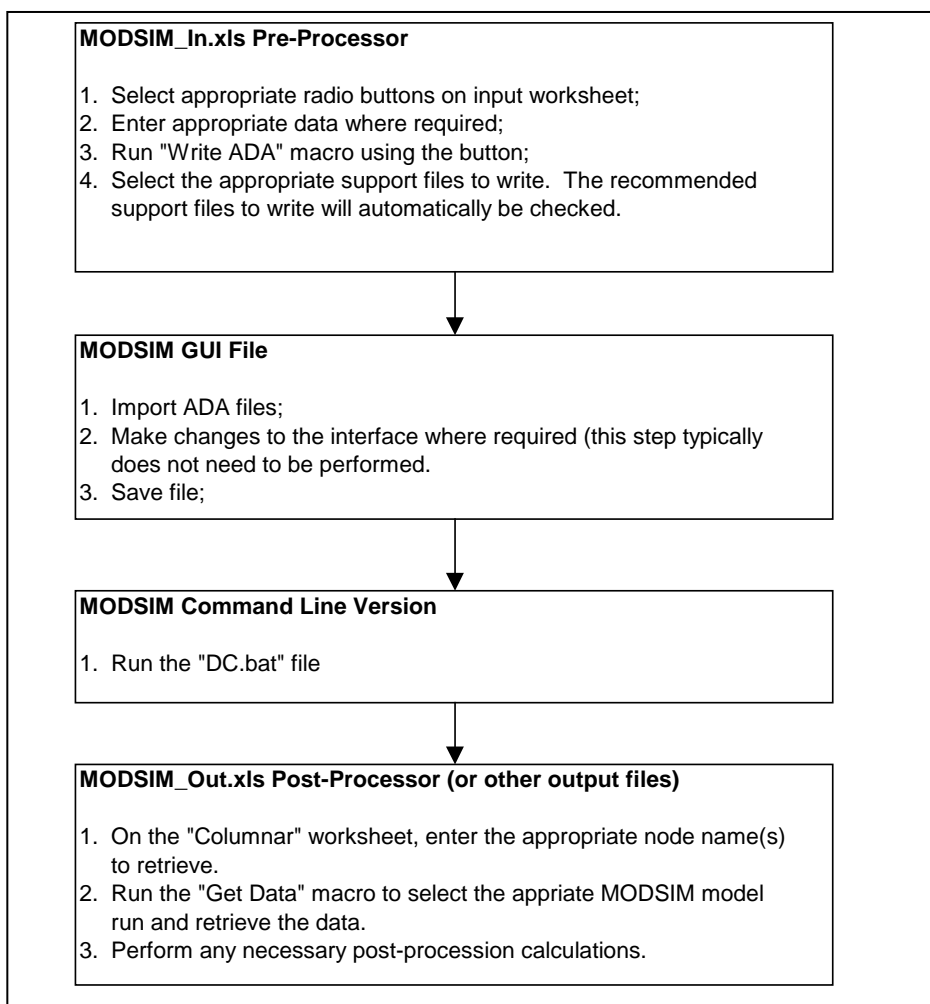 MODSIM_In.xls Pre-Processor
1. Select appropriate radio buttons on input worksheet;
2. Enter appropriate data where required;
3. Run "Write ADA" macro using the button;
4. Select the appropriate support files to write. The recommended
support files to write will automatically be checked.
MODSIM GUI File
1. Import ADA files;
2. Make changes to the interface where required (this step typically
does not need to be performed.
3. Save file;
MODSIM Command Line Version
1. Run the "DC.bat" file
MODSIM_Out.xls Post-Processor (or other output files)
1. On the "Columnar" worksheet, enter the appropriate node name(s)
to retrieve.
2. Run the "Get Data" macro to select the appriate MODSIM model
run and retrieve the data.
3. Perform any necessary post-procession calculations.